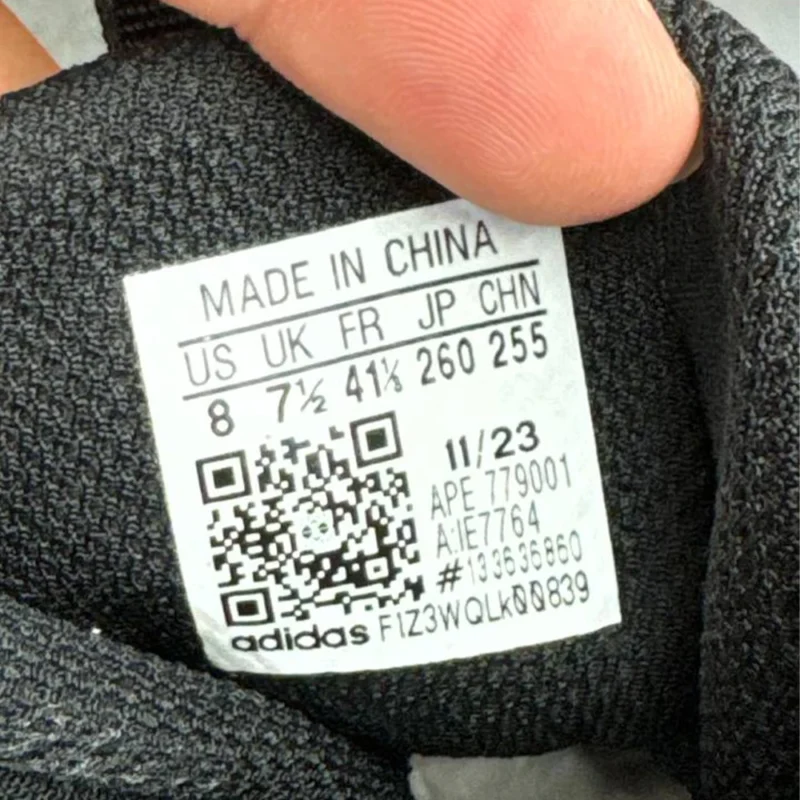 MADE IN CHINA
US UK FR JP CHN
8 7½ 41⅓ 260 255
11/23
APE 779001
A:IE7764
#133636860
adidas F1Z3WQLk00839